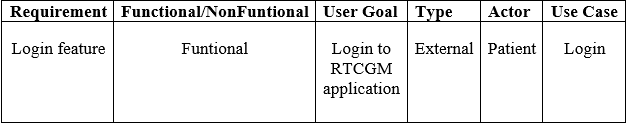 Requirement Functional/NonFuntional User Goal Type Actor Use Case
Login feature Funtional Login to External Patient Login
RTCGM
application